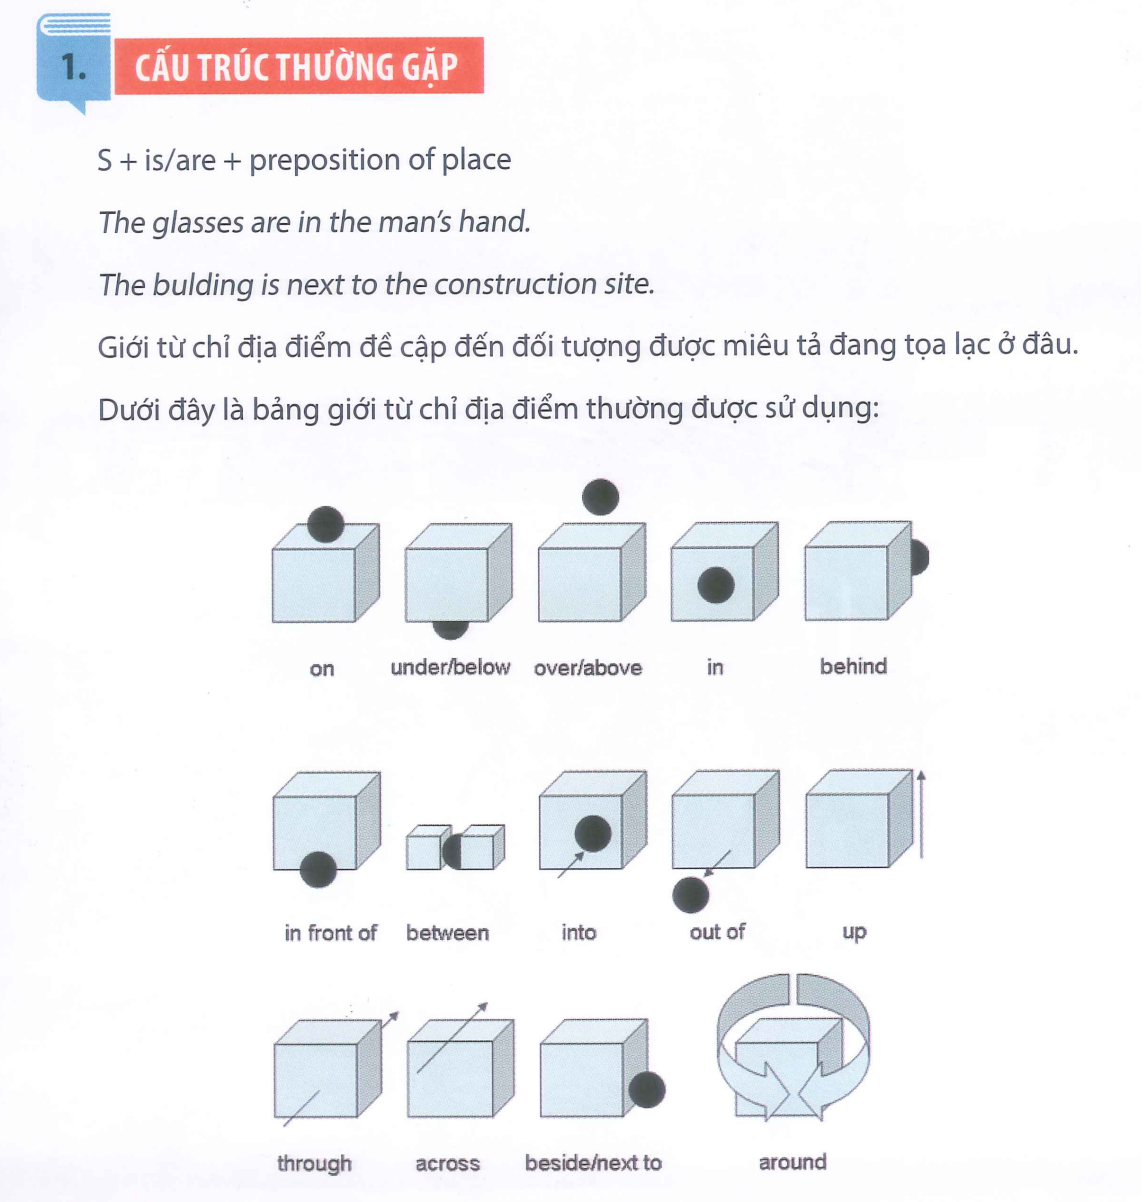 1.
CẤU TRÚC THƯỜNG GẶP
S + is/are + preposition of place
The glasses are in the man's hand.
The bulding is next to the construction site.
Giới từ chỉ địa điểm đề cập đến đối tượng được miêu tả đang tọa lạc ở đâu.
Dưới đây là bảng giới từ chỉ địa điểm thường được sử dụng:
on under/below over/above in behind
in front of between into out of up
through across beside/next to around